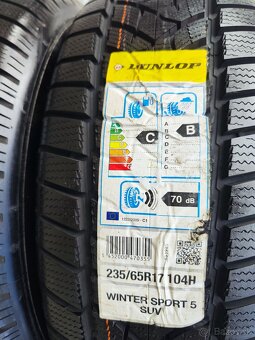 DUNLOP
A
B
B
C
C
D
E
F
G
70 dB
235/65R17 104H
WINTER SPORT 5
SUV